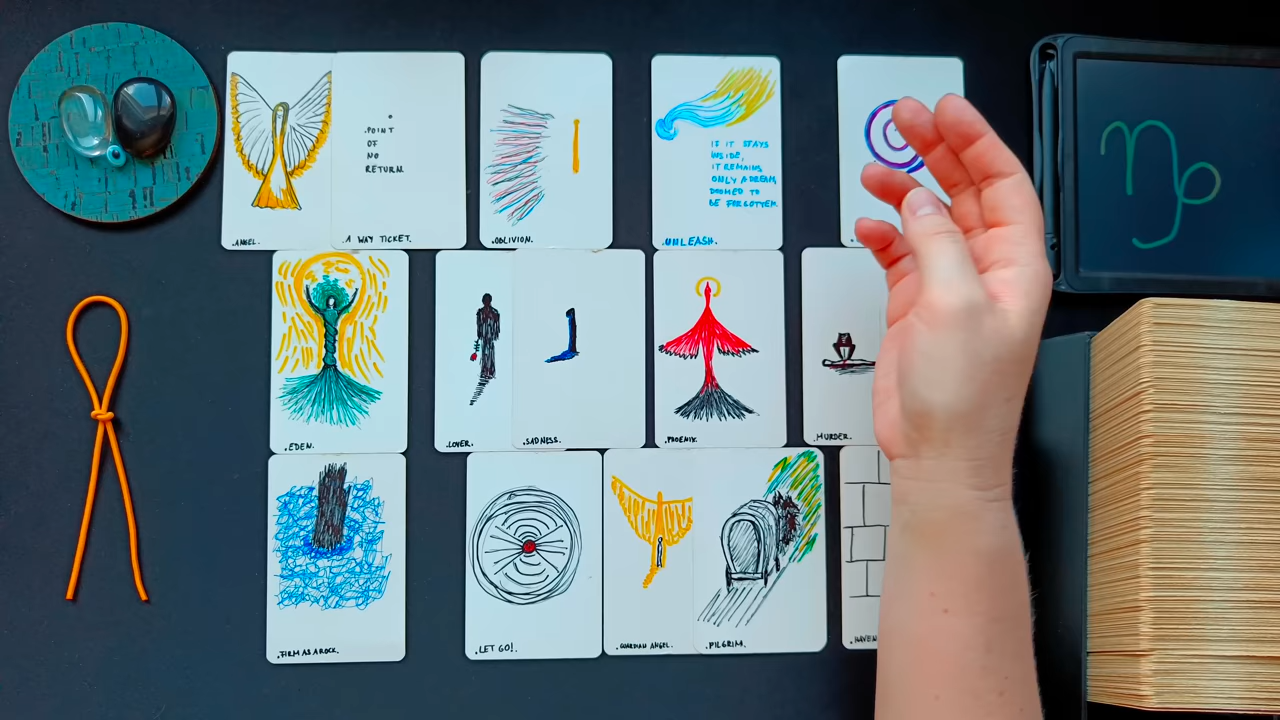 .POINT
OF
NO
RETURN.
.ANGEL.
.A WAY TICKET.
.OBLIVION.
IF IT STAYS
INSIDE,
IT REMAINS
ONLY A DREAM,
DOOMED TO
BE FORGOTTEN.
.UNLEASH.
.EDEN.
.LOVER.
.SADNESS.
.PHOENIX.
.MURDER.
.FIRM AS A ROCK.
.LET GO!.
.GUARDIAN ANGEL.
.PILGRIM.